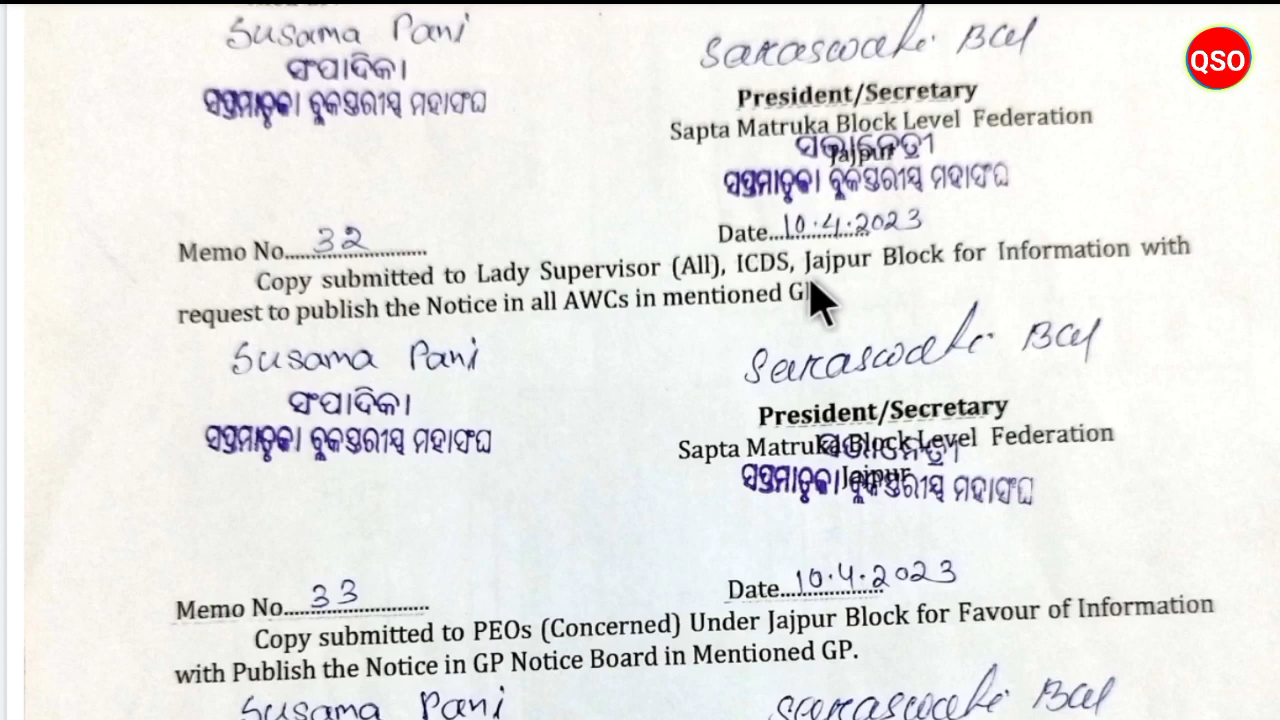 Susama Pani
ସଂପାଦିକା
ସପ୍ତମାତୃକା ବ୍ଲକସ୍ତରୀୟ ମହାସଂଘ
Saraswati Bal
QSO
President/Secretary
Sapta Matruka Block Level Federation
Jajpur
ସଭାନେତ୍ରୀ
ସପ୍ତମାତୃକା ବ୍ଲକସ୍ତରୀୟ ମହାସଂଘ
Memo No....32....
Date...10.4.2023
Copy submitted to Lady Supervisor (All), ICDS, Jajpur Block for Information with
request to publish the Notice in all AWCs in mentioned
Susama Pani
ସଂପାଦିକା
ସପ୍ତମାତୃକା ବ୍ଲକସ୍ତରୀୟ ମହାସଂଘ
Saraswati Bal
President/Secretary
Sapta Matruka Block Level Federation
Jajpur
ସଭାନେତ୍ରୀ
ସପ୍ତମାତୃକା ବ୍ଲକସ୍ତରୀୟ ମହାସଂଘ
Memo No....33....
Date...10.4.2023
Copy submitted to PEOs (Concerned) Under Jajpur Block for Favour of Information
with Publish the Notice in GP Notice Board in Mentioned GP.
Susama Pani
Saraswati Bal